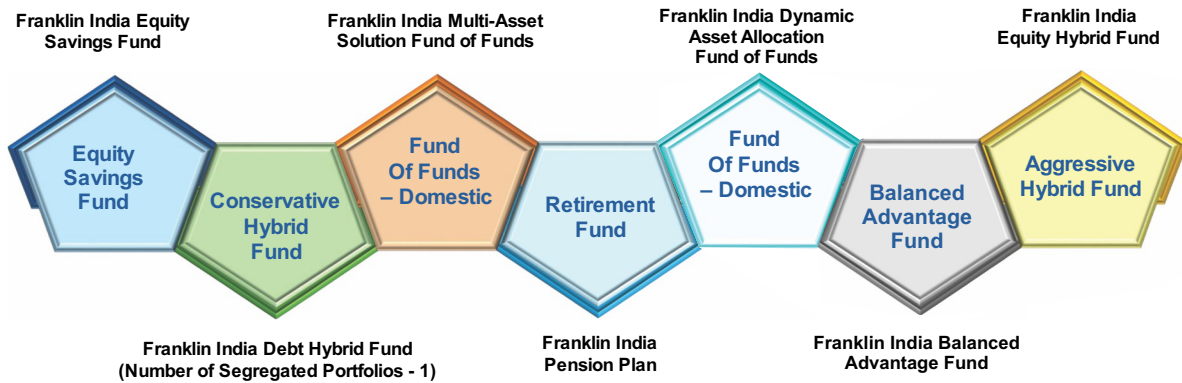 Franklin India Equity
Savings Fund
Franklin India Multi-Asset
Solution Fund of Funds
Franklin India Dynamic
Asset Allocation
Fund of Funds
Franklin India
Equity Hybrid Fund
Equity
Savings
Fund
Conservative
Hybrid
Fund
Fund
Of Funds
– Domestic
Retirement
Fund
Fund
Of Funds
– Domestic
Balanced
Advantage
Fund
Aggressive
Hybrid Fund
Franklin India Debt Hybrid Fund
(Number of Segregated Portfolios - 1)
Franklin India
Pension Plan
Franklin India Balanced
Advantage Fund